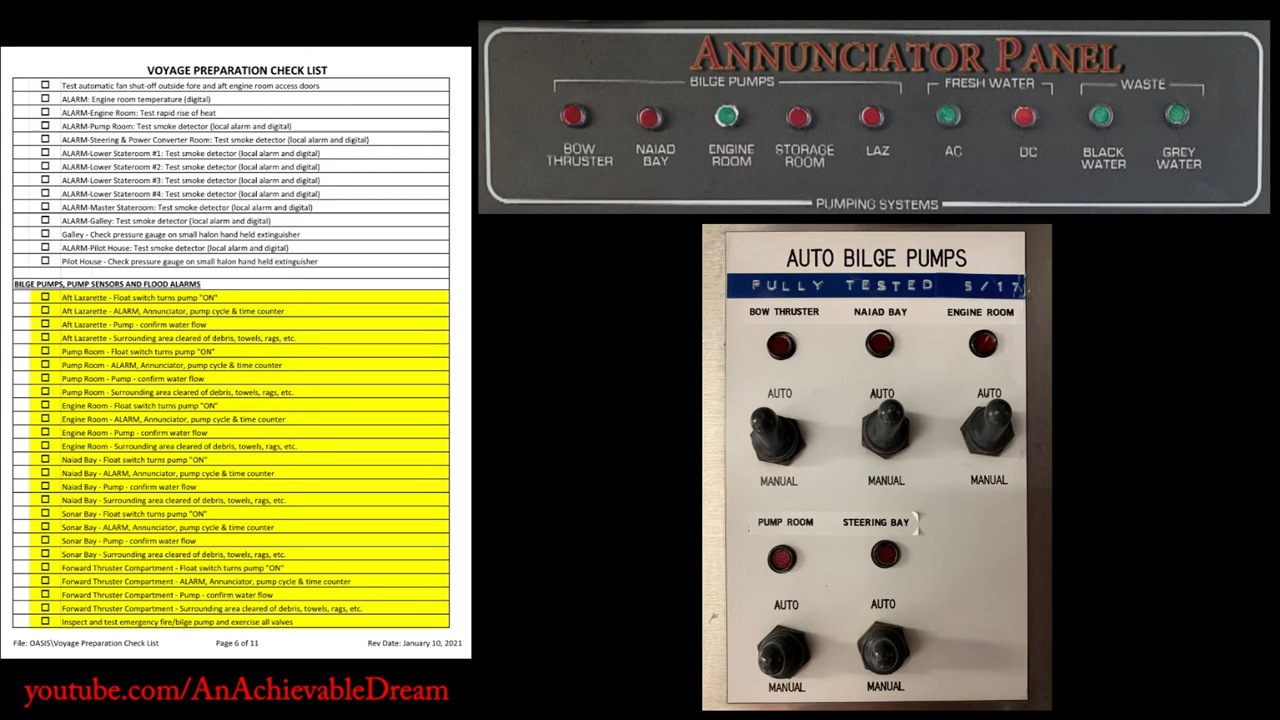 VOYAGE PREPARATION CHECK LIST
Test automatic fan shut-off outside fore and aft engine room access doors
ALARM: Engine room temperature (digital)
ALARM-Engine Room: Test rapid rise of heat
ALARM-Pump Room: Test smoke detector (local alarm and digital)
ALARM-Steering & Power Converter Room: Test smoke detector (local alarm and digital)
ALARM-Lower Stateroom #1: Test smoke detector (local alarm and digital)
ALARM-Lower Stateroom #2: Test smoke detector (local alarm and digital)
ALARM-Lower Stateroom #3: Test smoke detector (local alarm and digital)
ALARM-Lower Stateroom #4: Test smoke detector (local alarm and digital)
ALARM-Master Stateroom: Test smoke detector (local alarm and digital)
ALARM-Galley: Test smoke detector (local alarm and digital)
Galley - Check pressure gauge on small halon hand held extinguisher
ALARM-Pilot House: Test smoke detector (local alarm and digital)
Pilot House - Check pressure gauge on small halon hand held extinguisher
BILGE PUMPS, PUMP SENSORS AND FLOOD ALARMS
Aft Lazarette - Float switch turns pump "ON"
Aft Lazarette - ALARM, Annunciator, pump cycle & time counter
Aft Lazarette - Pump - confirm water flow
Aft Lazarette - Surrounding area cleared of debris, towels, rags, etc.
Pump Room - Float switch turns pump "ON"
Pump Room - ALARM, Annunciator, pump cycle & time counter
Pump Room - Pump - confirm water flow
Pump Room - Surrounding area cleared of debris, towels, rags, etc.
Engine Room - Float switch turns pump "ON"
Engine Room - ALARM, Annunciator, pump cycle & time counter
Engine Room - Pump - confirm water flow
Engine Room - Surrounding area cleared of debris, towels, rags, etc.
Naiad Bay - Float switch turns pump "ON"
Naiad Bay - ALARM, Annunciator, pump cycle & time counter
Naiad Bay - Pump - confirm water flow
Naiad Bay - Surrounding area cleared of debris, towels, rags, etc.
Sonar Bay - Float switch turns pump "ON"
Sonar Bay - ALARM, Annunciator, pump cycle & time counter
Sonar Bay - Pump - confirm water flow
Sonar Bay - Surrounding area cleared of debris, towels, rags, etc.
Forward Thruster Compartment - Float switch turns pump "ON"
Forward Thruster Compartment - ALARM, Annunciator, pump cycle & time counter
Forward Thruster Compartment - Pump - confirm water flow
Forward Thruster Compartment - Surrounding area cleared of debris, towels, rags, etc.
Inspect and test emergency fire/bilge pump and exercise all valves
File: OASIS\Voyage Preparation Check List Page 6 of 11 Rev Date: January 10, 2021
youtube.com/AnAchievableDream
ANNUNCIATOR PANEL
BILGE PUMPS FRESH WATER WASTE
BOW THRUSTER NAIAD BAY ENGINE ROOM STORAGE ROOM LAZ AC DC BLACK WATER GREY WATER
PUMPING SYSTEMS
AUTO BILGE PUMPS
FULLY TESTED 5/17
BOW THRUSTER NAIAD BAY ENGINE ROOM
AUTO AUTO AUTO
MANUAL MANUAL MANUAL
PUMP ROOM STEERING BAY
AUTO AUTO
MANUAL MANUAL